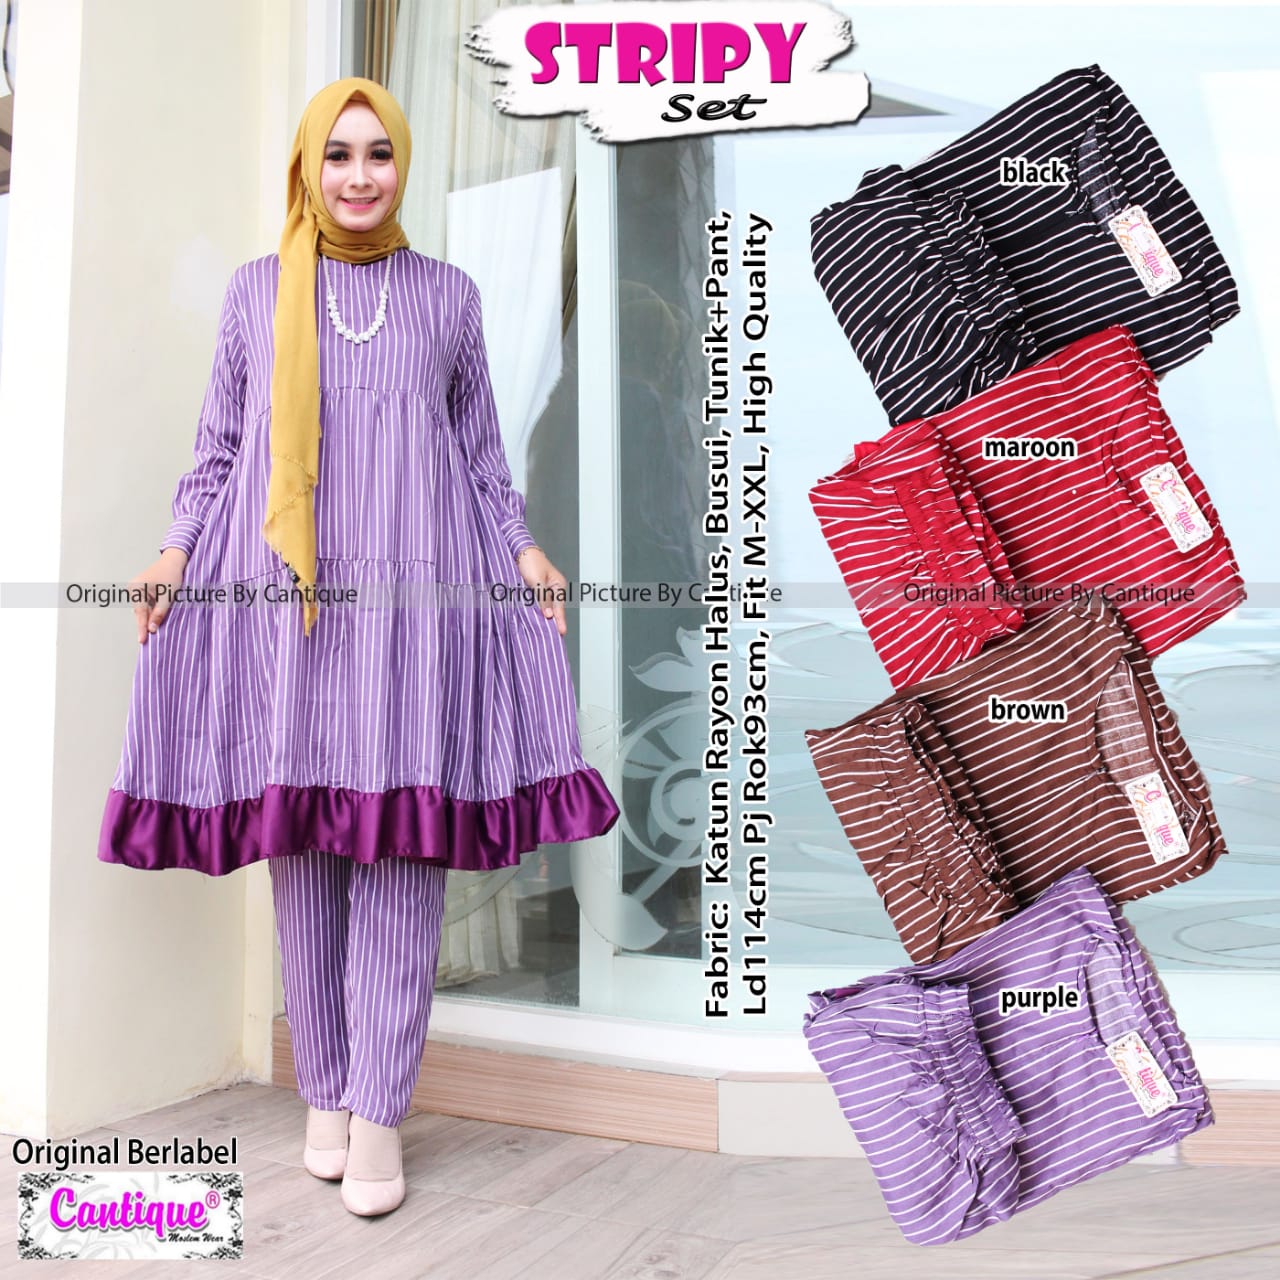 STRIPY
Set
black
maroon
brown
purple
Fabric: Katun Rayon Halus, Busui, Tunik+Pant,
Ld114cm Pj Rok93cm, Fit M-XXL, High Quality
Original Picture By Cantique
Original Picture By Cantique
Original Picture By Cantique
Original Berlabel
Cantique®
Moslem Wear